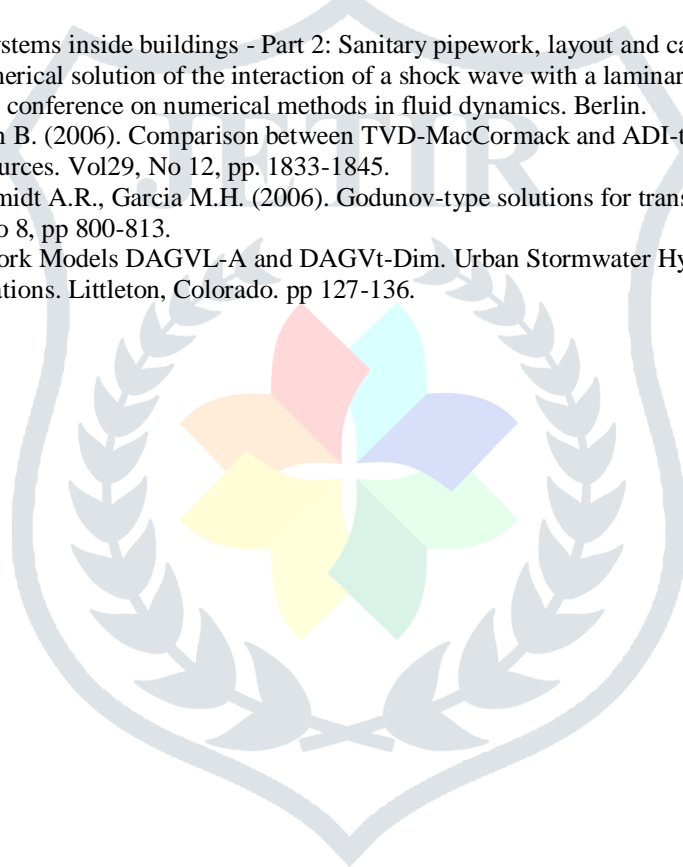 ystems inside buildings - Part 2: Sanitary pipework, layout and ca
nerical solution of the interaction of a shock wave with a laminar
conference on numerical methods in fluid dynamics. Berlin.
n B. (2006). Comparison between TVD-MacCormack and ADI-t
urces. Vol29, No 12, pp. 1833-1845.
midt A.R., Garcia M.H. (2006). Godunov-type solutions for trans
o 8, pp 800-813.
ork Models DAGVL-A and DAGVt-Dim. Urban Stormwater Hy
ations. Littleton, Colorado. pp 127-136.
JETIR